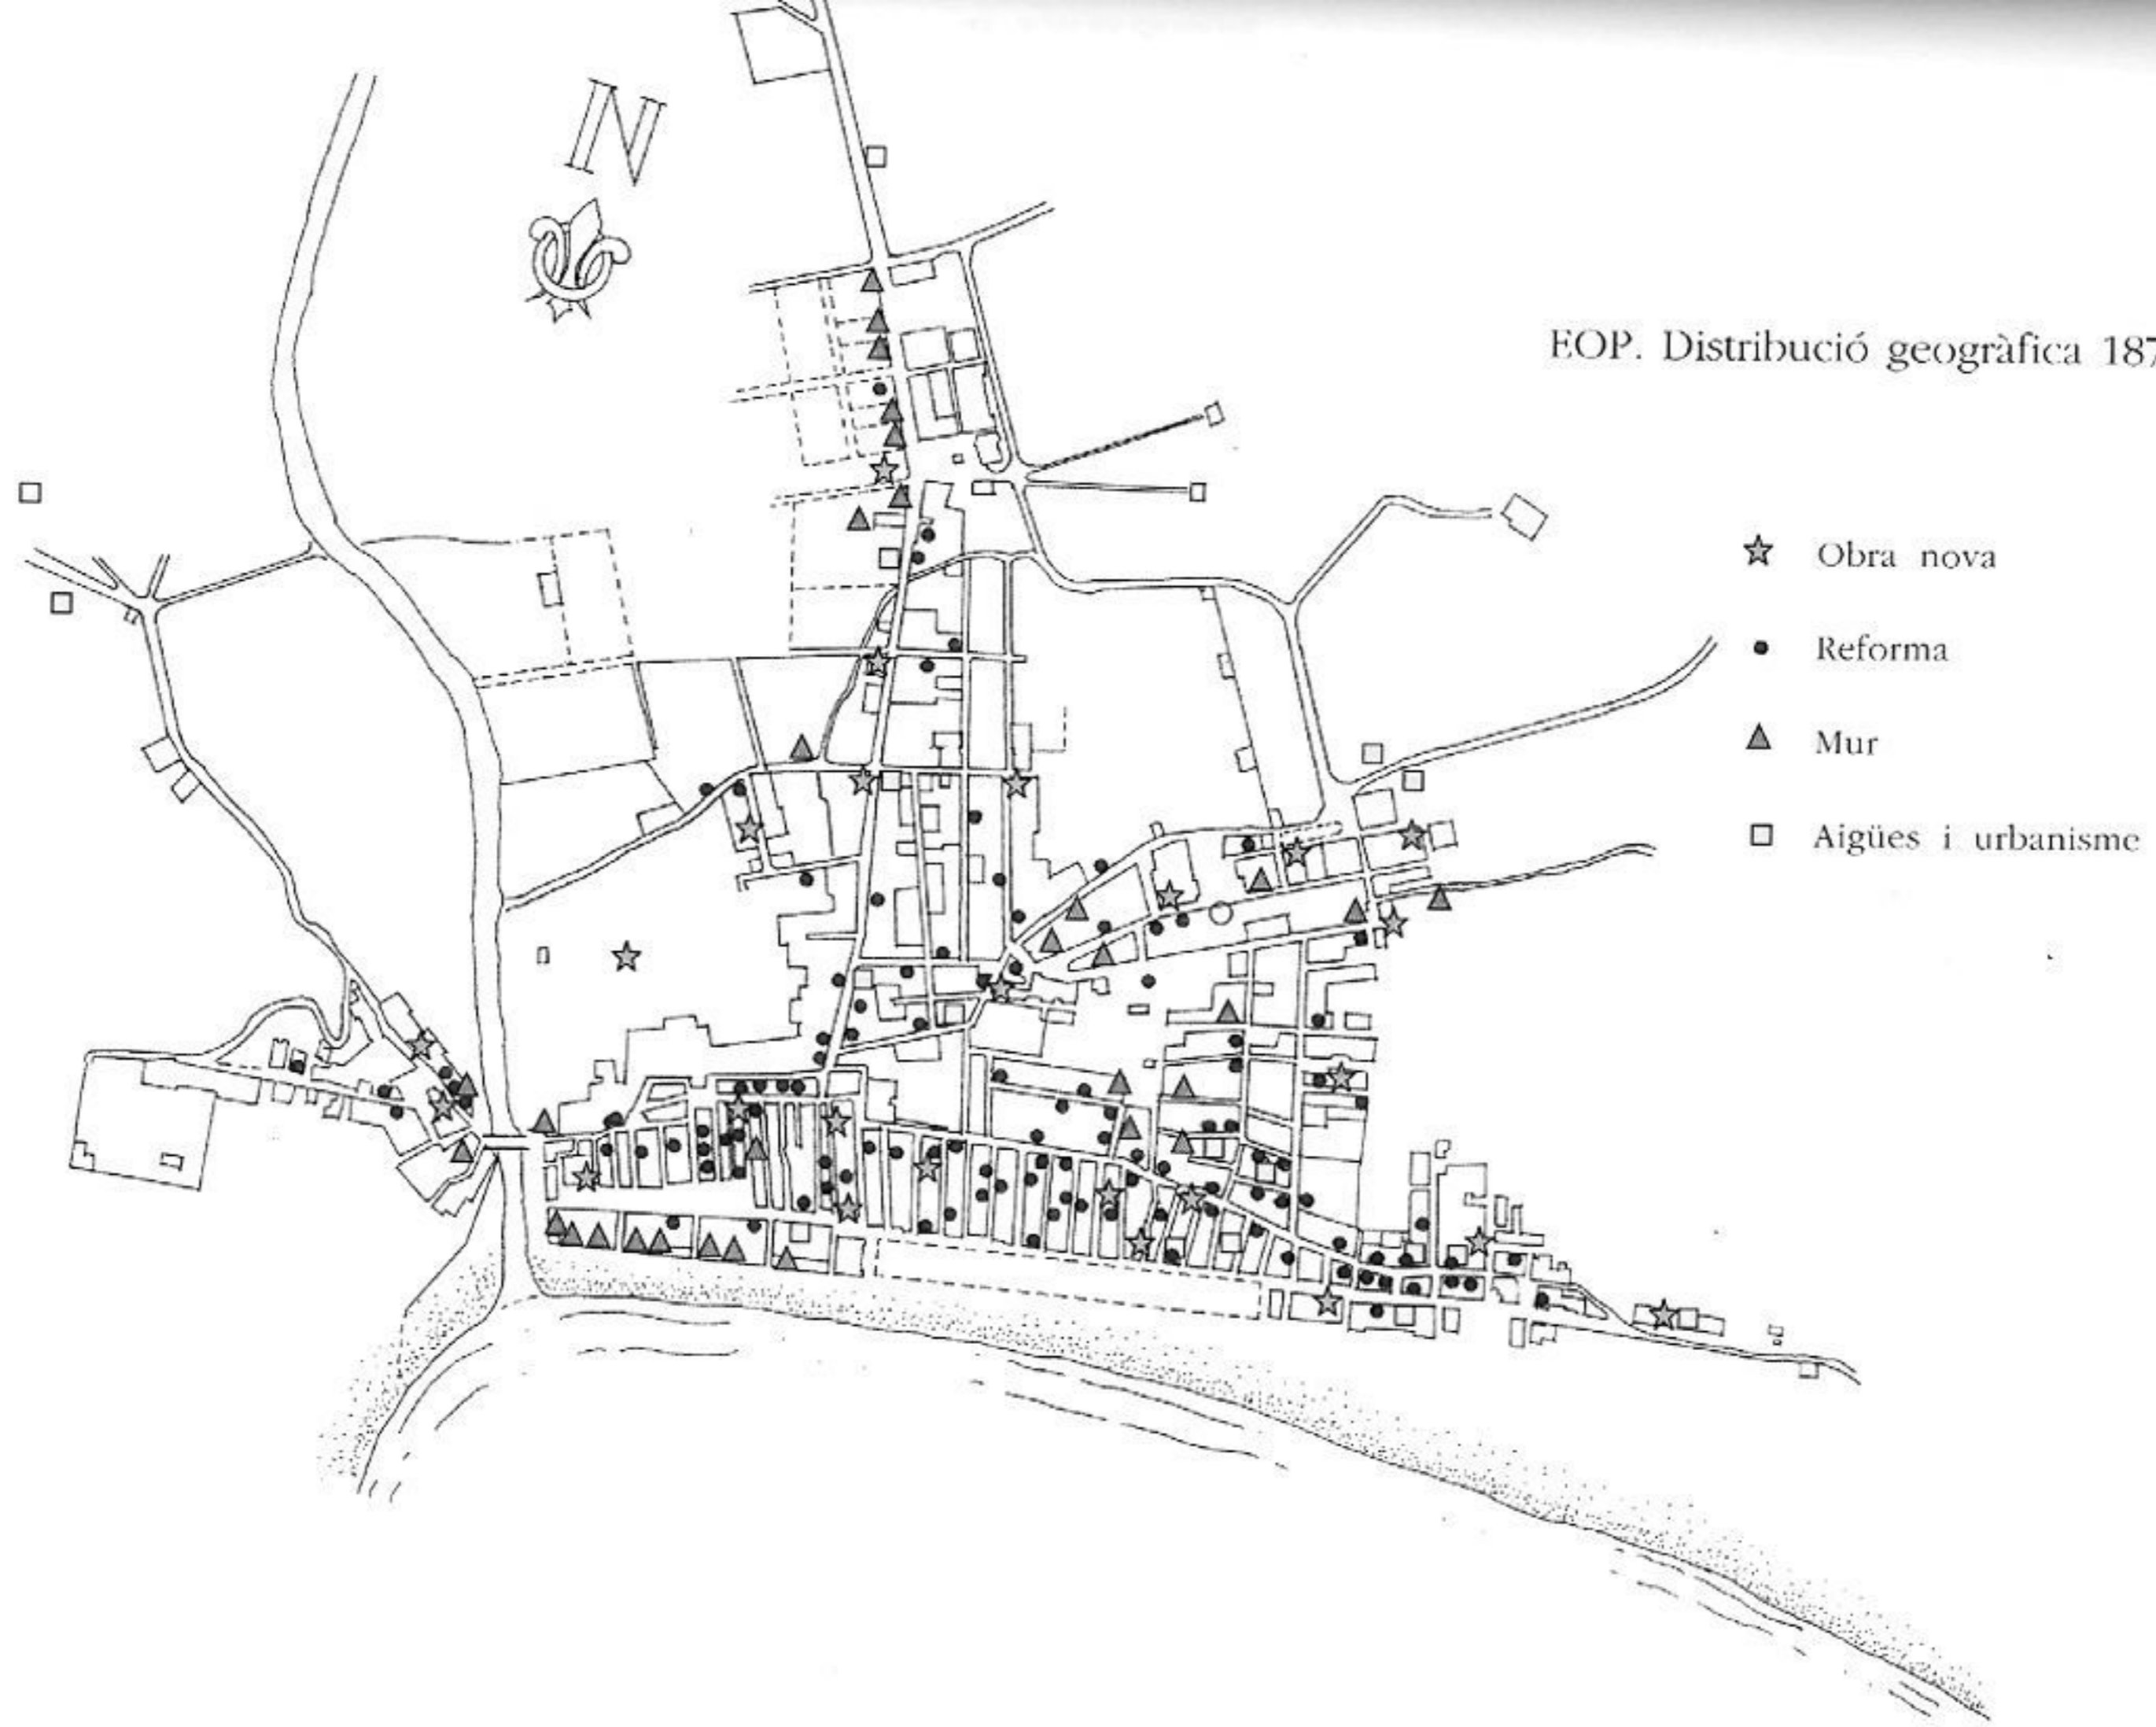 N
EOP. Distribució geogràfica 187
Obra nova
Reforma
Mur
Aigües i urbanisme